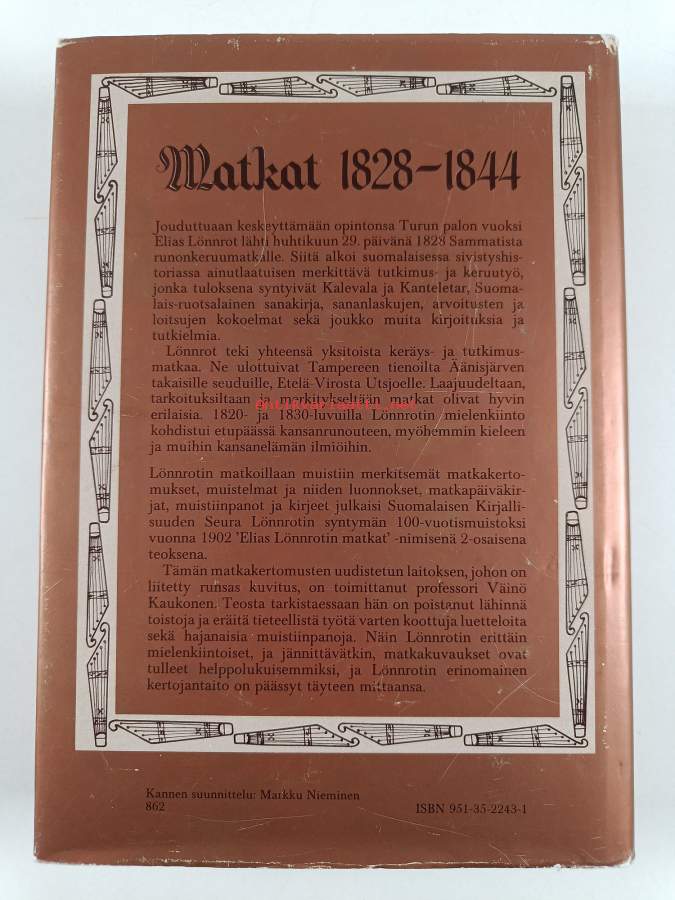 Matkat 1828–1844
Jouduttuaan keskeyttämään opintonsa Turun palon vuoksi
Elias Lönnrot lähti huhtikuun 29. päivänä 1828 Sammatista
runonkeruumatkalle. Siitä alkoi suomalaisessa sivistyshis-
toriassa ainutlaatuisen merkittävä tutkimus- ja keruutyö,
jonka tuloksena syntyivät Kalevala ja Kanteletar, Suoma-
lais-ruotsalainen sanakirja, sananlaskujen, arvoitusten ja
loitsujen kokoelmat sekä joukko muita kirjoituksia ja
tutkielmia.
Lönnrot teki yhteensä yksitoista keräys- ja tutkimus-
matkaa. Ne ulottuivat Tampereen tienoilta Äänisjärven
takaisille seuduille, Etelä-Virosta Utsjoelle. Laajuudeltaan,
tarkoituksiltaan ja merkitykseltään matkat olivat hyvin
Antikvariaatti.net
erilaisia. 1820- ja 1830-luvuilla Lönnrotin mielenkiinto
kohdistui etupäässä kansanrunouteen, myöhemmin kieleen
ja muihin kansanelämän ilmiöihin.
Lönnrotin matkoillaan muistiin merkitsemät matkakerto-
mukset, muistelmat ja niiden luonnokset, matkapäiväkir-
jat, muistiinpanot ja kirjeet julkaisi Suomalaisen Kirjalli-
suuden Seura Lönnrotin syntymän 100-vuotismuistoksi
vuonna 1902 'Elias Lönnrotin matkat' -nimisenä 2-osaisena
teoksena.
Tämän matkakertomusten uudistetun laitoksen, johon on
liitetty runsas kuvitus, on toimittanut professori Väinö
Kaukonen. Teosta tarkistaessaan hän on poistanut lähinnä
toistoja ja eräitä tieteellistä työtä varten koottuja luetteloita
sekä hajanaisia muistiinpanoja. Näin Lönnrotin erittäin
mielenkiintoiset, ja jännittävätkin, matkakuvaukset ovat
tulleet helppolukuisemmiksi, ja Lönnrotin erinomainen
kertojantaito on päässyt täyteen mittaansa.
Kannen suunnittelu: Markku Nieminen
862
ISBN 951-35-2243-1